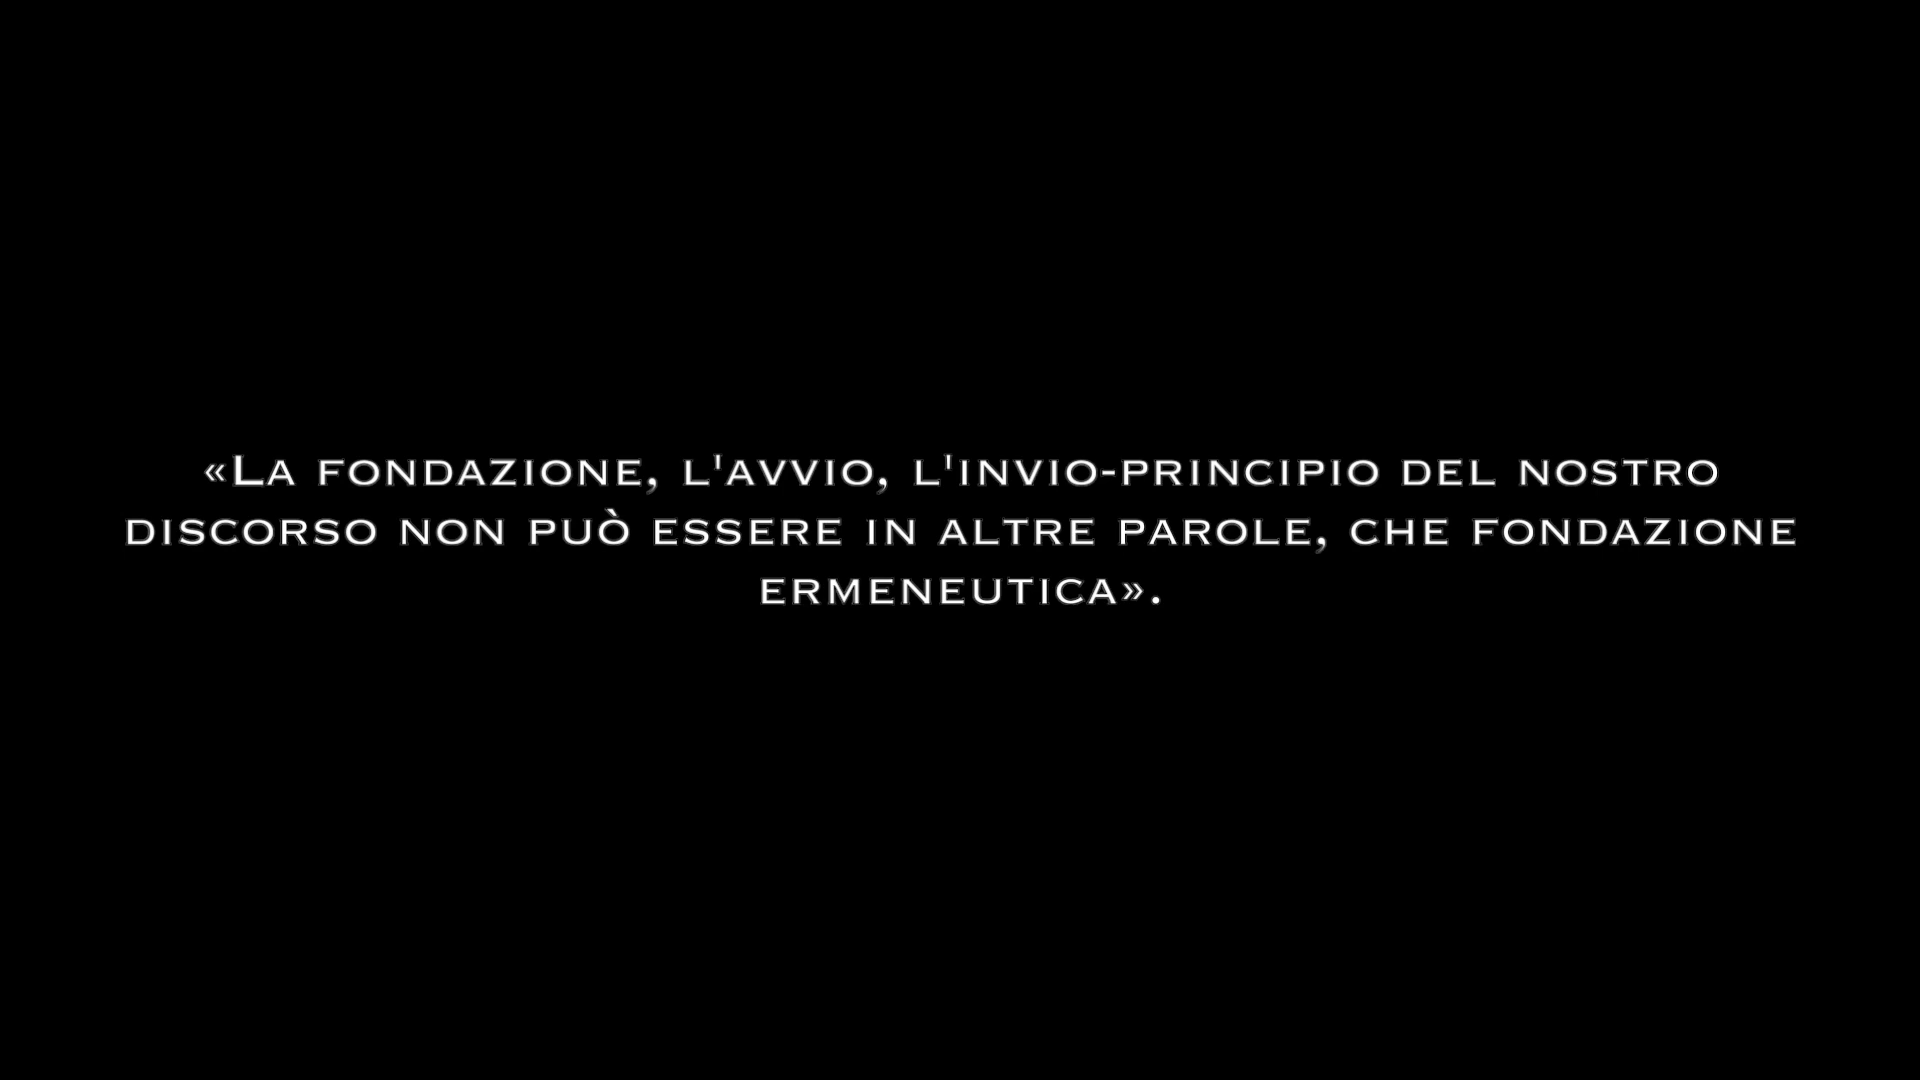 «La fondazione, l'avvio, l'invio-principio del nostro
discorso non può essere in altre parole, che fondazione
ermeneutica».